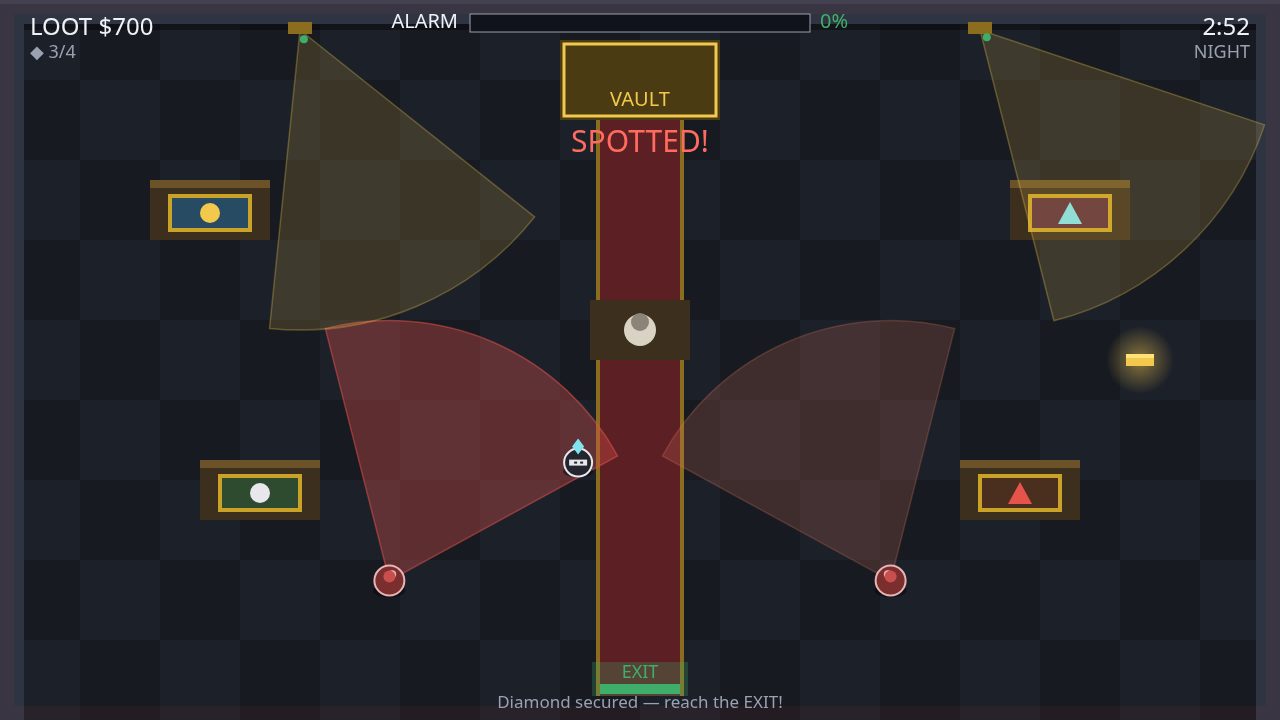 LOOT $700
◆ 3/4
ALARM 0%
2:52
NIGHT
VAULT
SPOTTED!
EXIT
Diamond secured — reach the EXIT!